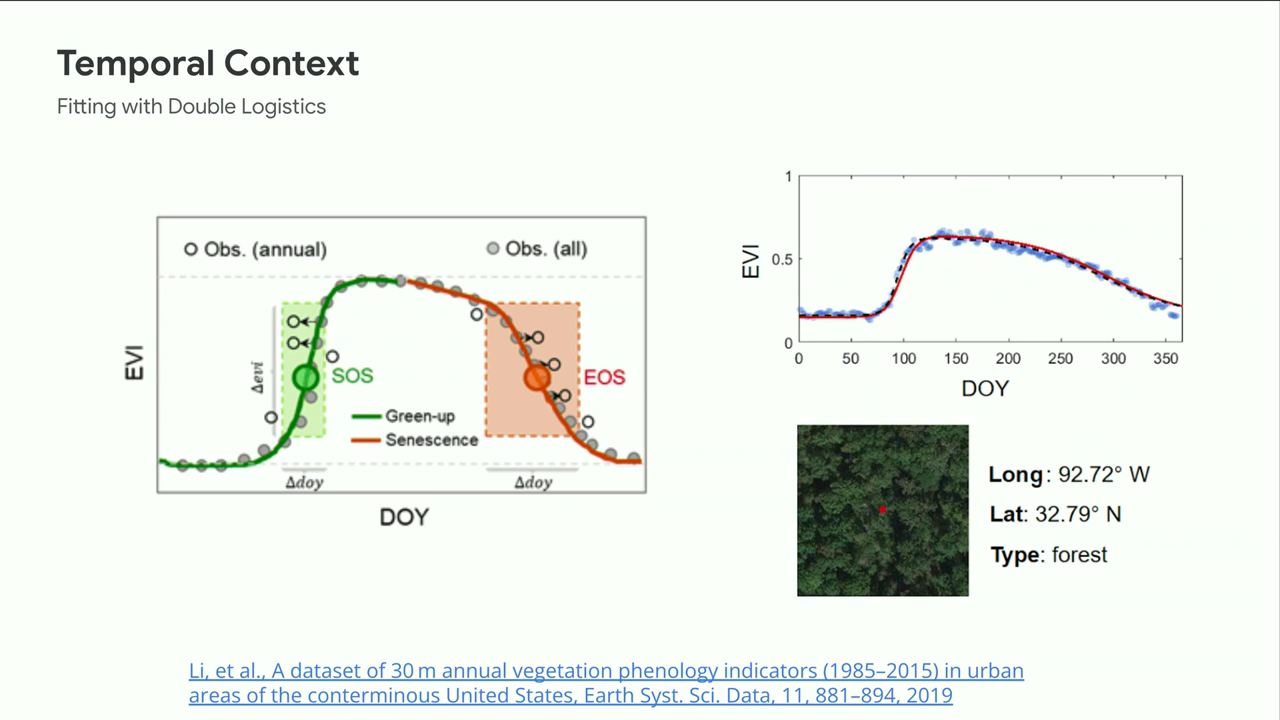 Temporal Context
Fitting with Double Logistics
Obs. (annual)
Obs. (all)
EVI
Δevi
SOS
EOS
Green-up
Senescence
Δdoy
Δdoy
DOY
1
0.5
0
EVI
0 50 100 150 200 250 300 350
DOY
Long: 92.72° W
Lat: 32.79° N
Type: forest
Li, et al., A dataset of 30 m annual vegetation phenology indicators (1985–2015) in urban
areas of the conterminous United States, Earth Syst. Sci. Data, 11, 881–894, 2019